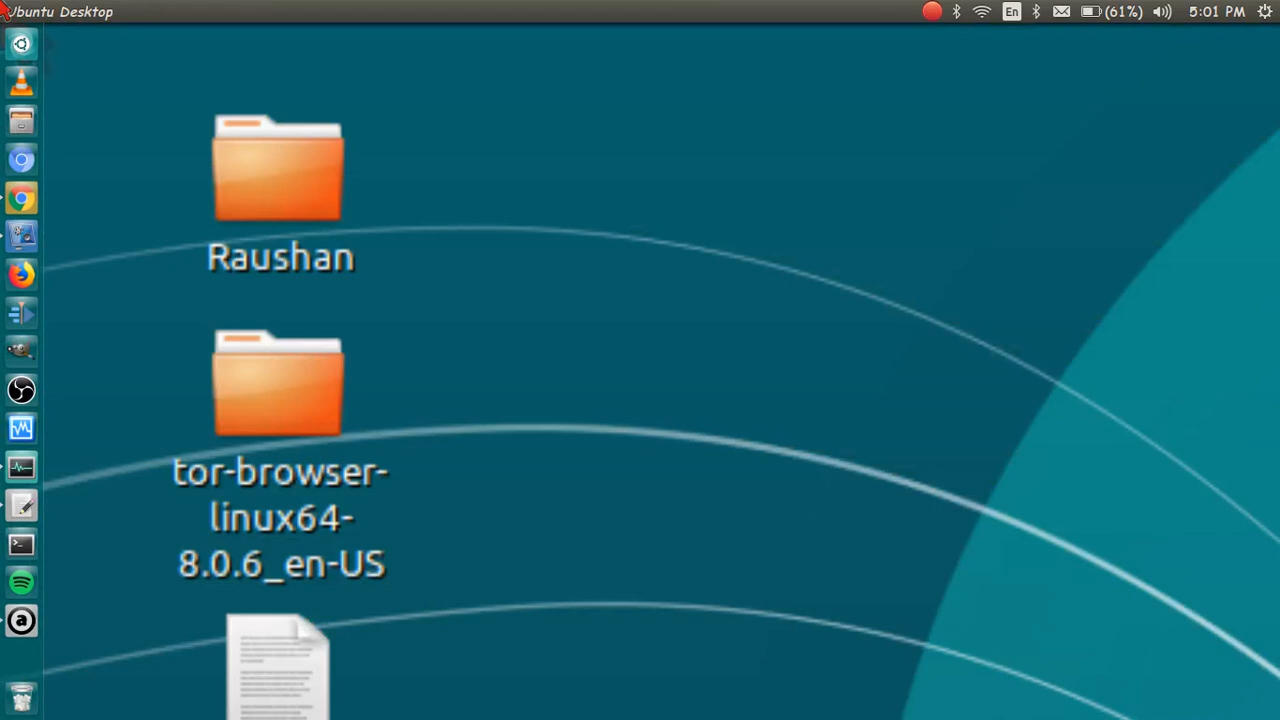 Ubuntu Desktop
En
(61%)
5:01 PM
Raushan
tor-browser-
linux64-
8.0.6_en-US